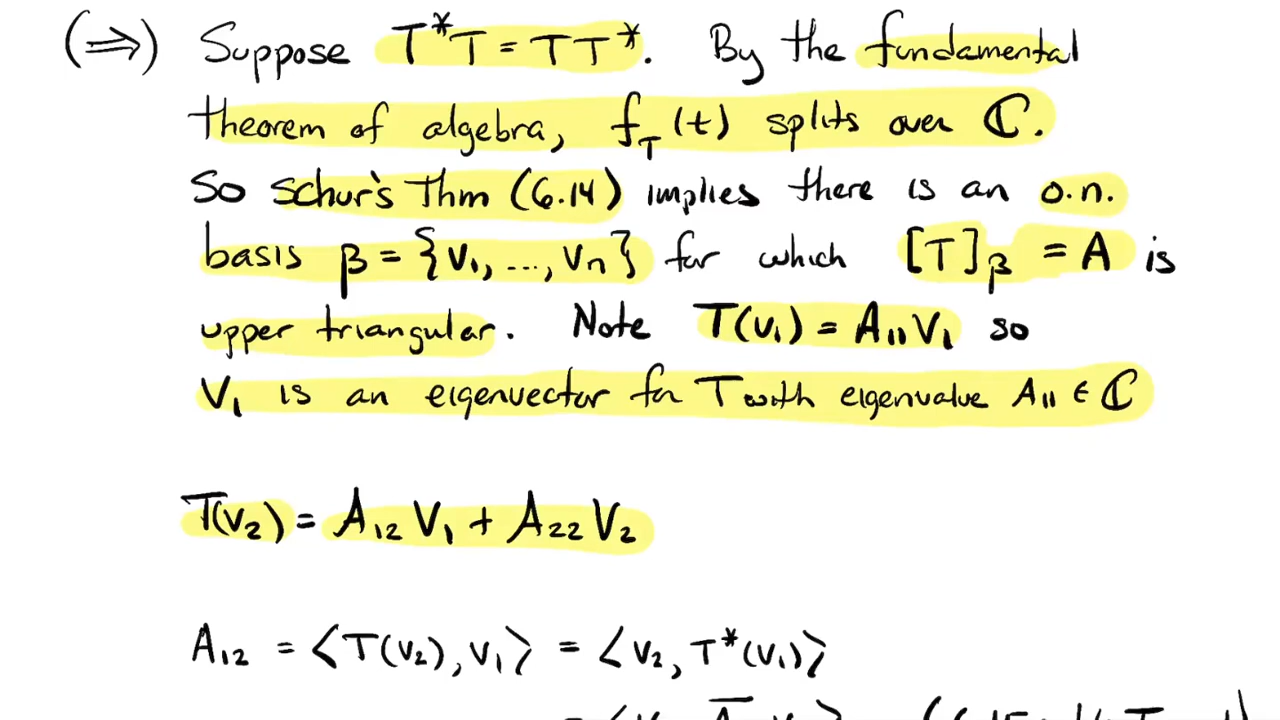 (⇒) Suppose T*T = TT*. By the fundamental
theorem of algebra, f_T(t) splits over ℂ.
So Schur's Thm (6.14) implies there is an o.n.
basis β = {v₁, ..., vₙ} for which [T]_β = A is
upper triangular. Note T(v₁) = A₁₁v₁ so
v₁ is an eigenvector for T with eigenvalue A₁₁ ∈ ℂ
T(v₂) = A₁₂v₁ + A₂₂v₂
A₁₂ = ⟨T(v₂), v₁⟩ = ⟨v₂, T*(v₁)⟩